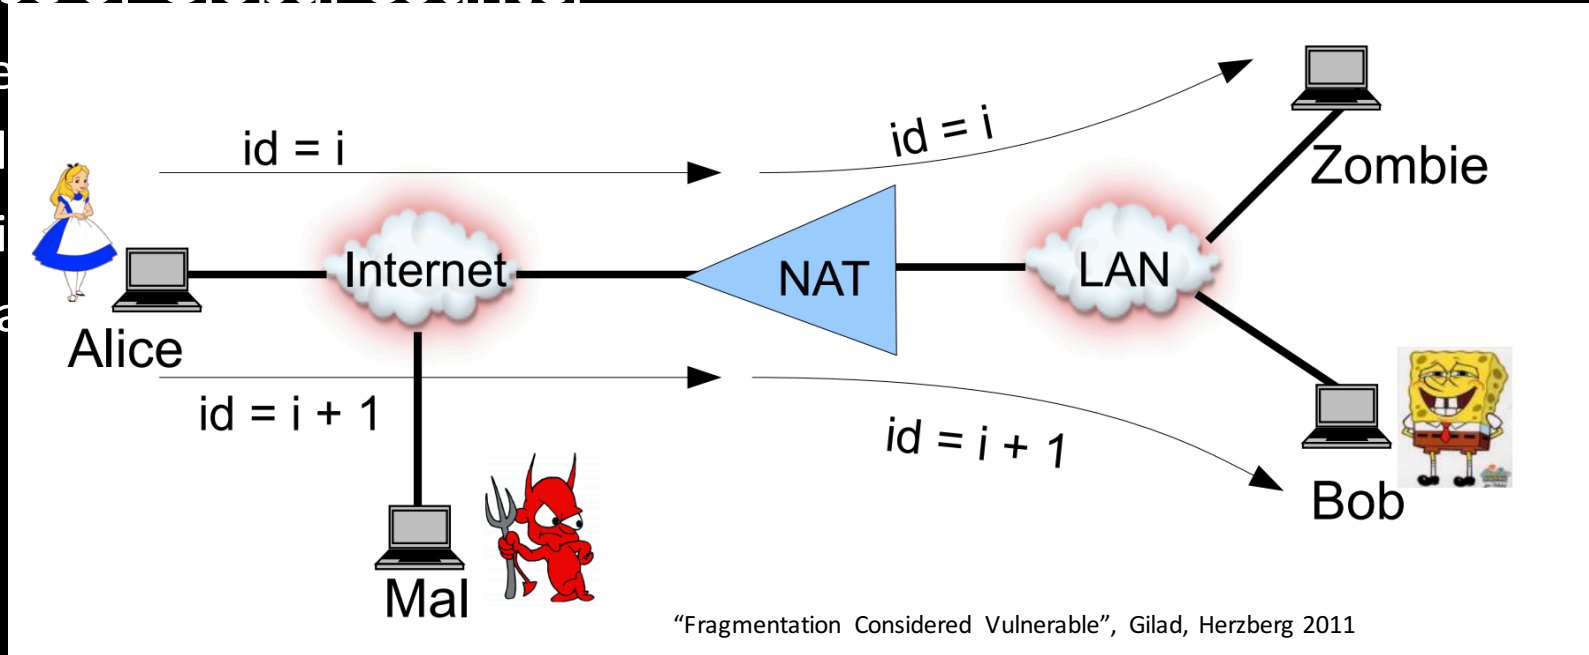 id = i
id = i
Zombie
Internet
NAT
LAN
Alice
id = i + 1
id = i + 1
Bob
Mal
“Fragmentation Considered Vulnerable”, Gilad, Herzberg 2011